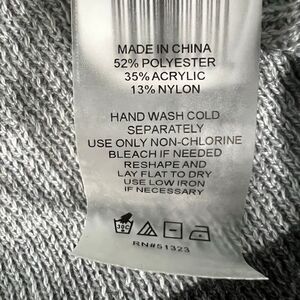 MADE IN CHINA
52% POLYESTER
35% ACRYLIC
13% NYLON
HAND WASH COLD
SEPARATELY
USE ONLY NON-CHLORINE
BLEACH IF NEEDED
RESHAPE AND
LAY FLAT TO DRY
USE LOW IRON
IF NECESSARY
30C
RN#51323